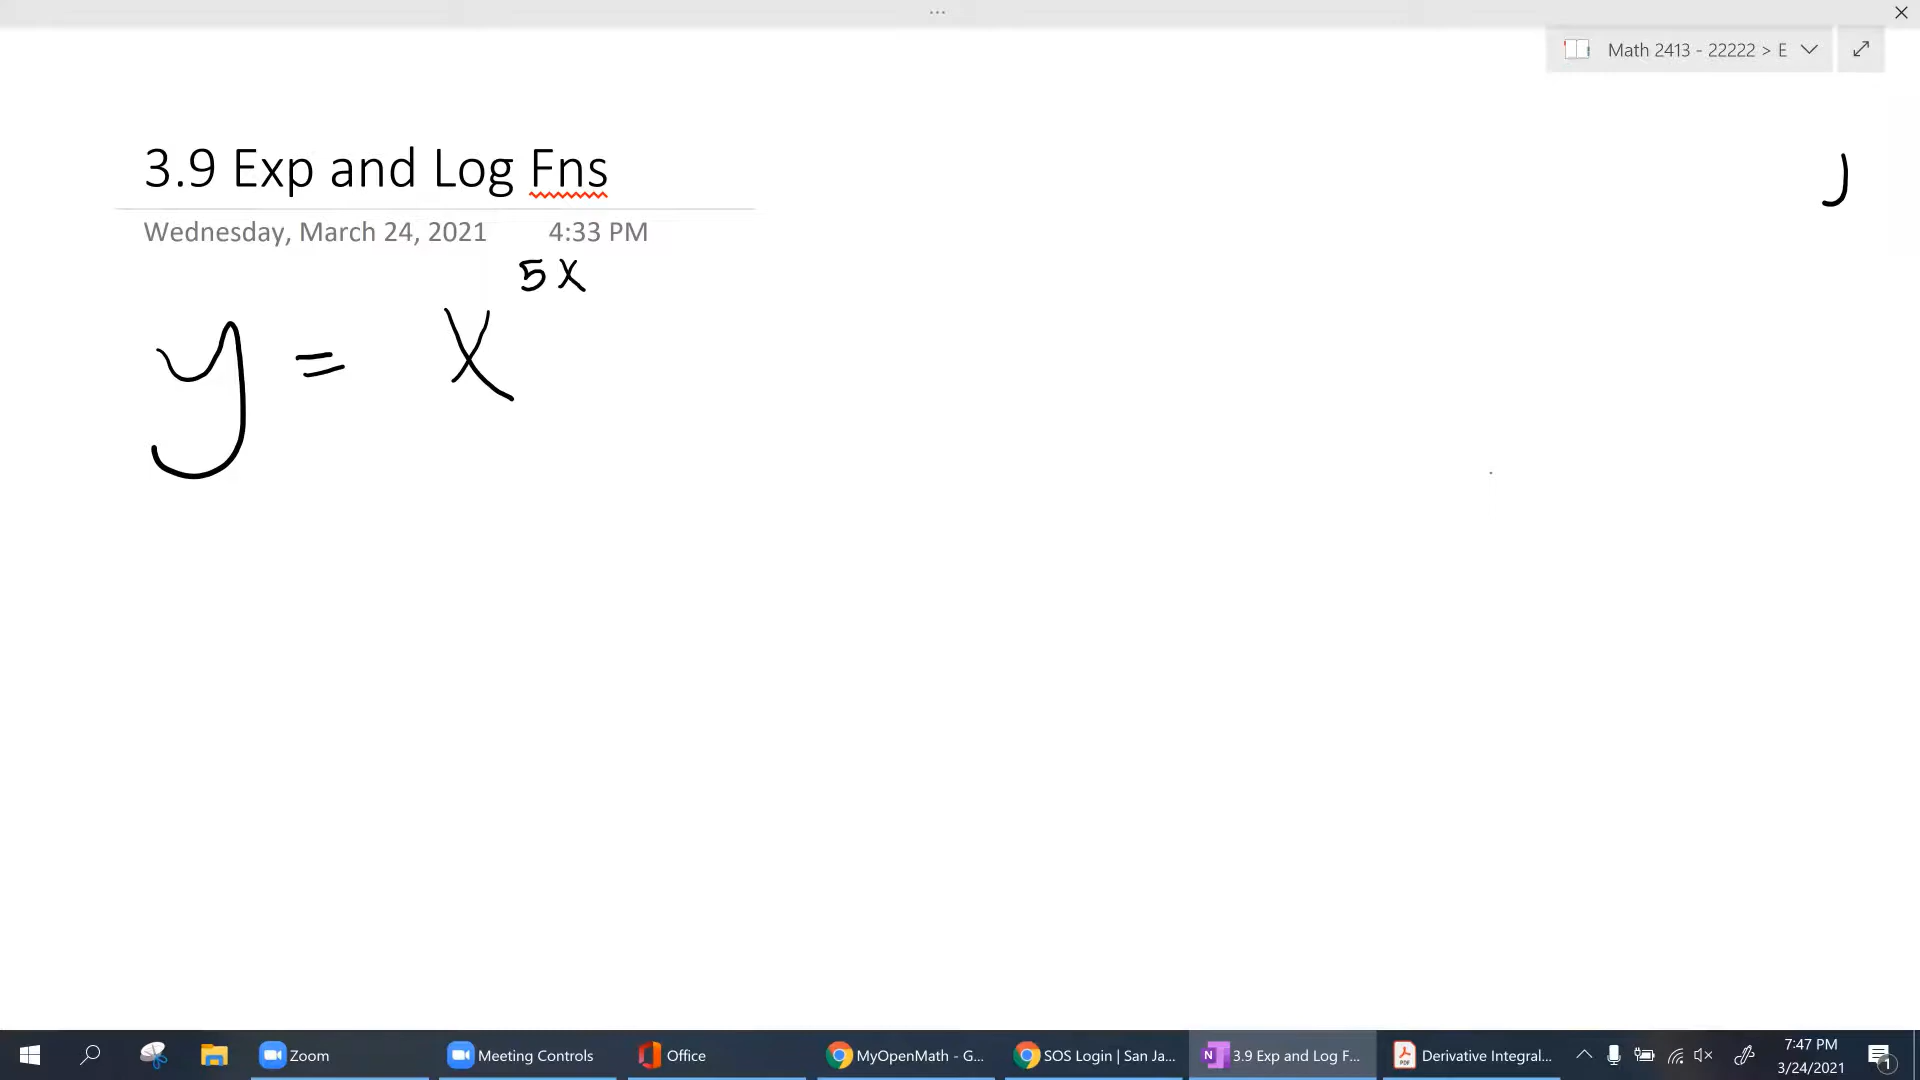 Math 2413 - 22222 > E
3.9 Exp and Log Fns
Wednesday, March 24, 2021 4:33 PM
y = x^{5x}
Zoom
Meeting Controls
Office
MyOpenMath - G...
SOS Login | San Ja...
3.9 Exp and Log F...
Derivative Integral...
7:47 PM
3/24/2021
1